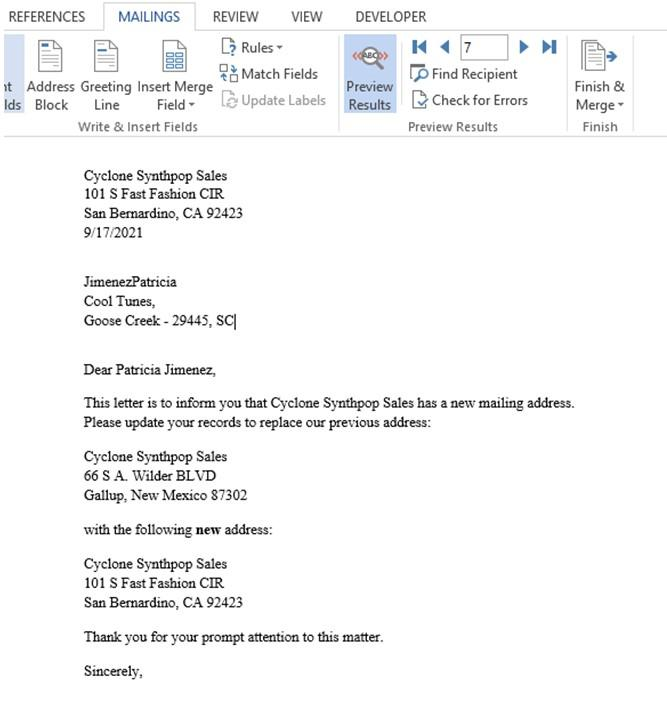 REFERENCES MAILINGS REVIEW VIEW DEVELOPER
Rules
Match Fields
Update Labels
Address Block
Greeting Line
Insert Merge Field
Write & Insert Fields
«ABC»
Preview Results
7
Find Recipient
Check for Errors
Preview Results
Finish & Merge
Finish
Cyclone Synthpop Sales
101 S Fast Fashion CIR
San Bernardino, CA 92423
9/17/2021
JimenezPatricia
Cool Tunes,
Goose Creek - 29445, SC
Dear Patricia Jimenez,
This letter is to inform you that Cyclone Synthpop Sales has a new mailing address.
Please update your records to replace our previous address:
Cyclone Synthpop Sales
66 S A. Wilder BLVD
Gallup, New Mexico 87302
with the following new address:
Cyclone Synthpop Sales
101 S Fast Fashion CIR
San Bernardino, CA 92423
Thank you for your prompt attention to this matter.
Sincerely,